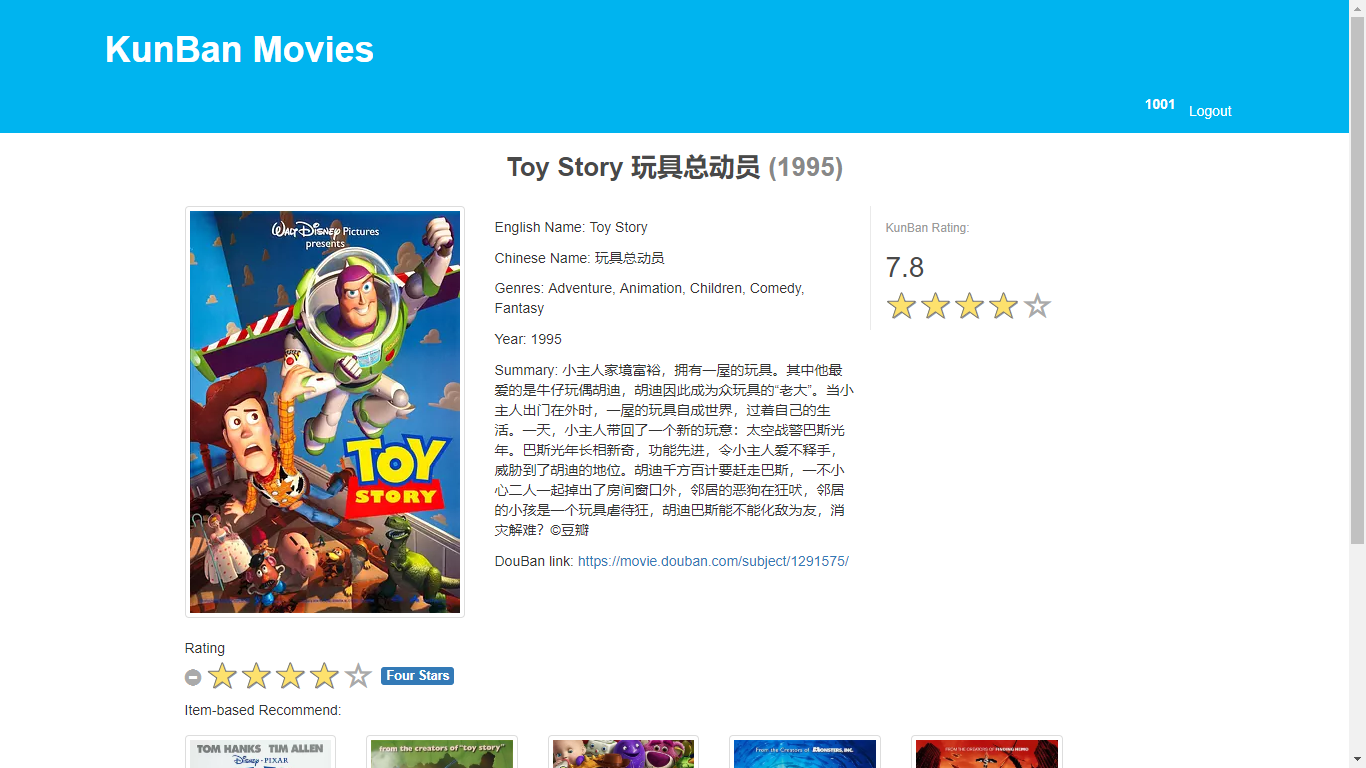 KunBan Movies
1001 Logout
Toy Story 玩具总动员 (1995)
WALT DISNEY Pictures
presents
TOY
STORY
English Name: Toy Story
Chinese Name: 玩具总动员
Genres: Adventure, Animation, Children, Comedy,
Fantasy
Year: 1995
Summary: 小主人家境富裕，拥有一屋的玩具。其中他最
爱的是牛仔玩偶胡迪，胡迪因此成为众玩具的“老大”。当小
主人出门在外时，一屋的玩具自成世界，过着自己的生
活。一天，小主人带回了一个新的玩意：太空战警巴斯光
年。巴斯光年长相新奇，功能先进，令小主人爱不释手，
威胁到了胡迪的地位。胡迪千方百计要赶走巴斯，一不小
心二人一起掉出了房间窗口外，邻居的恶狗在狂吠，邻居
的小孩是一个玩具虐待狂，胡迪巴斯能不能化敌为友，消
灾解难？©豆瓣
DouBan link: https://movie.douban.com/subject/1291575/
KunBan Rating:
7.8
Rating
Four Stars
Item-based Recommend:
TOM HANKS TIM ALLEN
DISNEY · PIXAR
from the creators of "toy story"
From the Creators of MONSTERS, INC.
FROM THE CREATORS OF FINDING NEMO